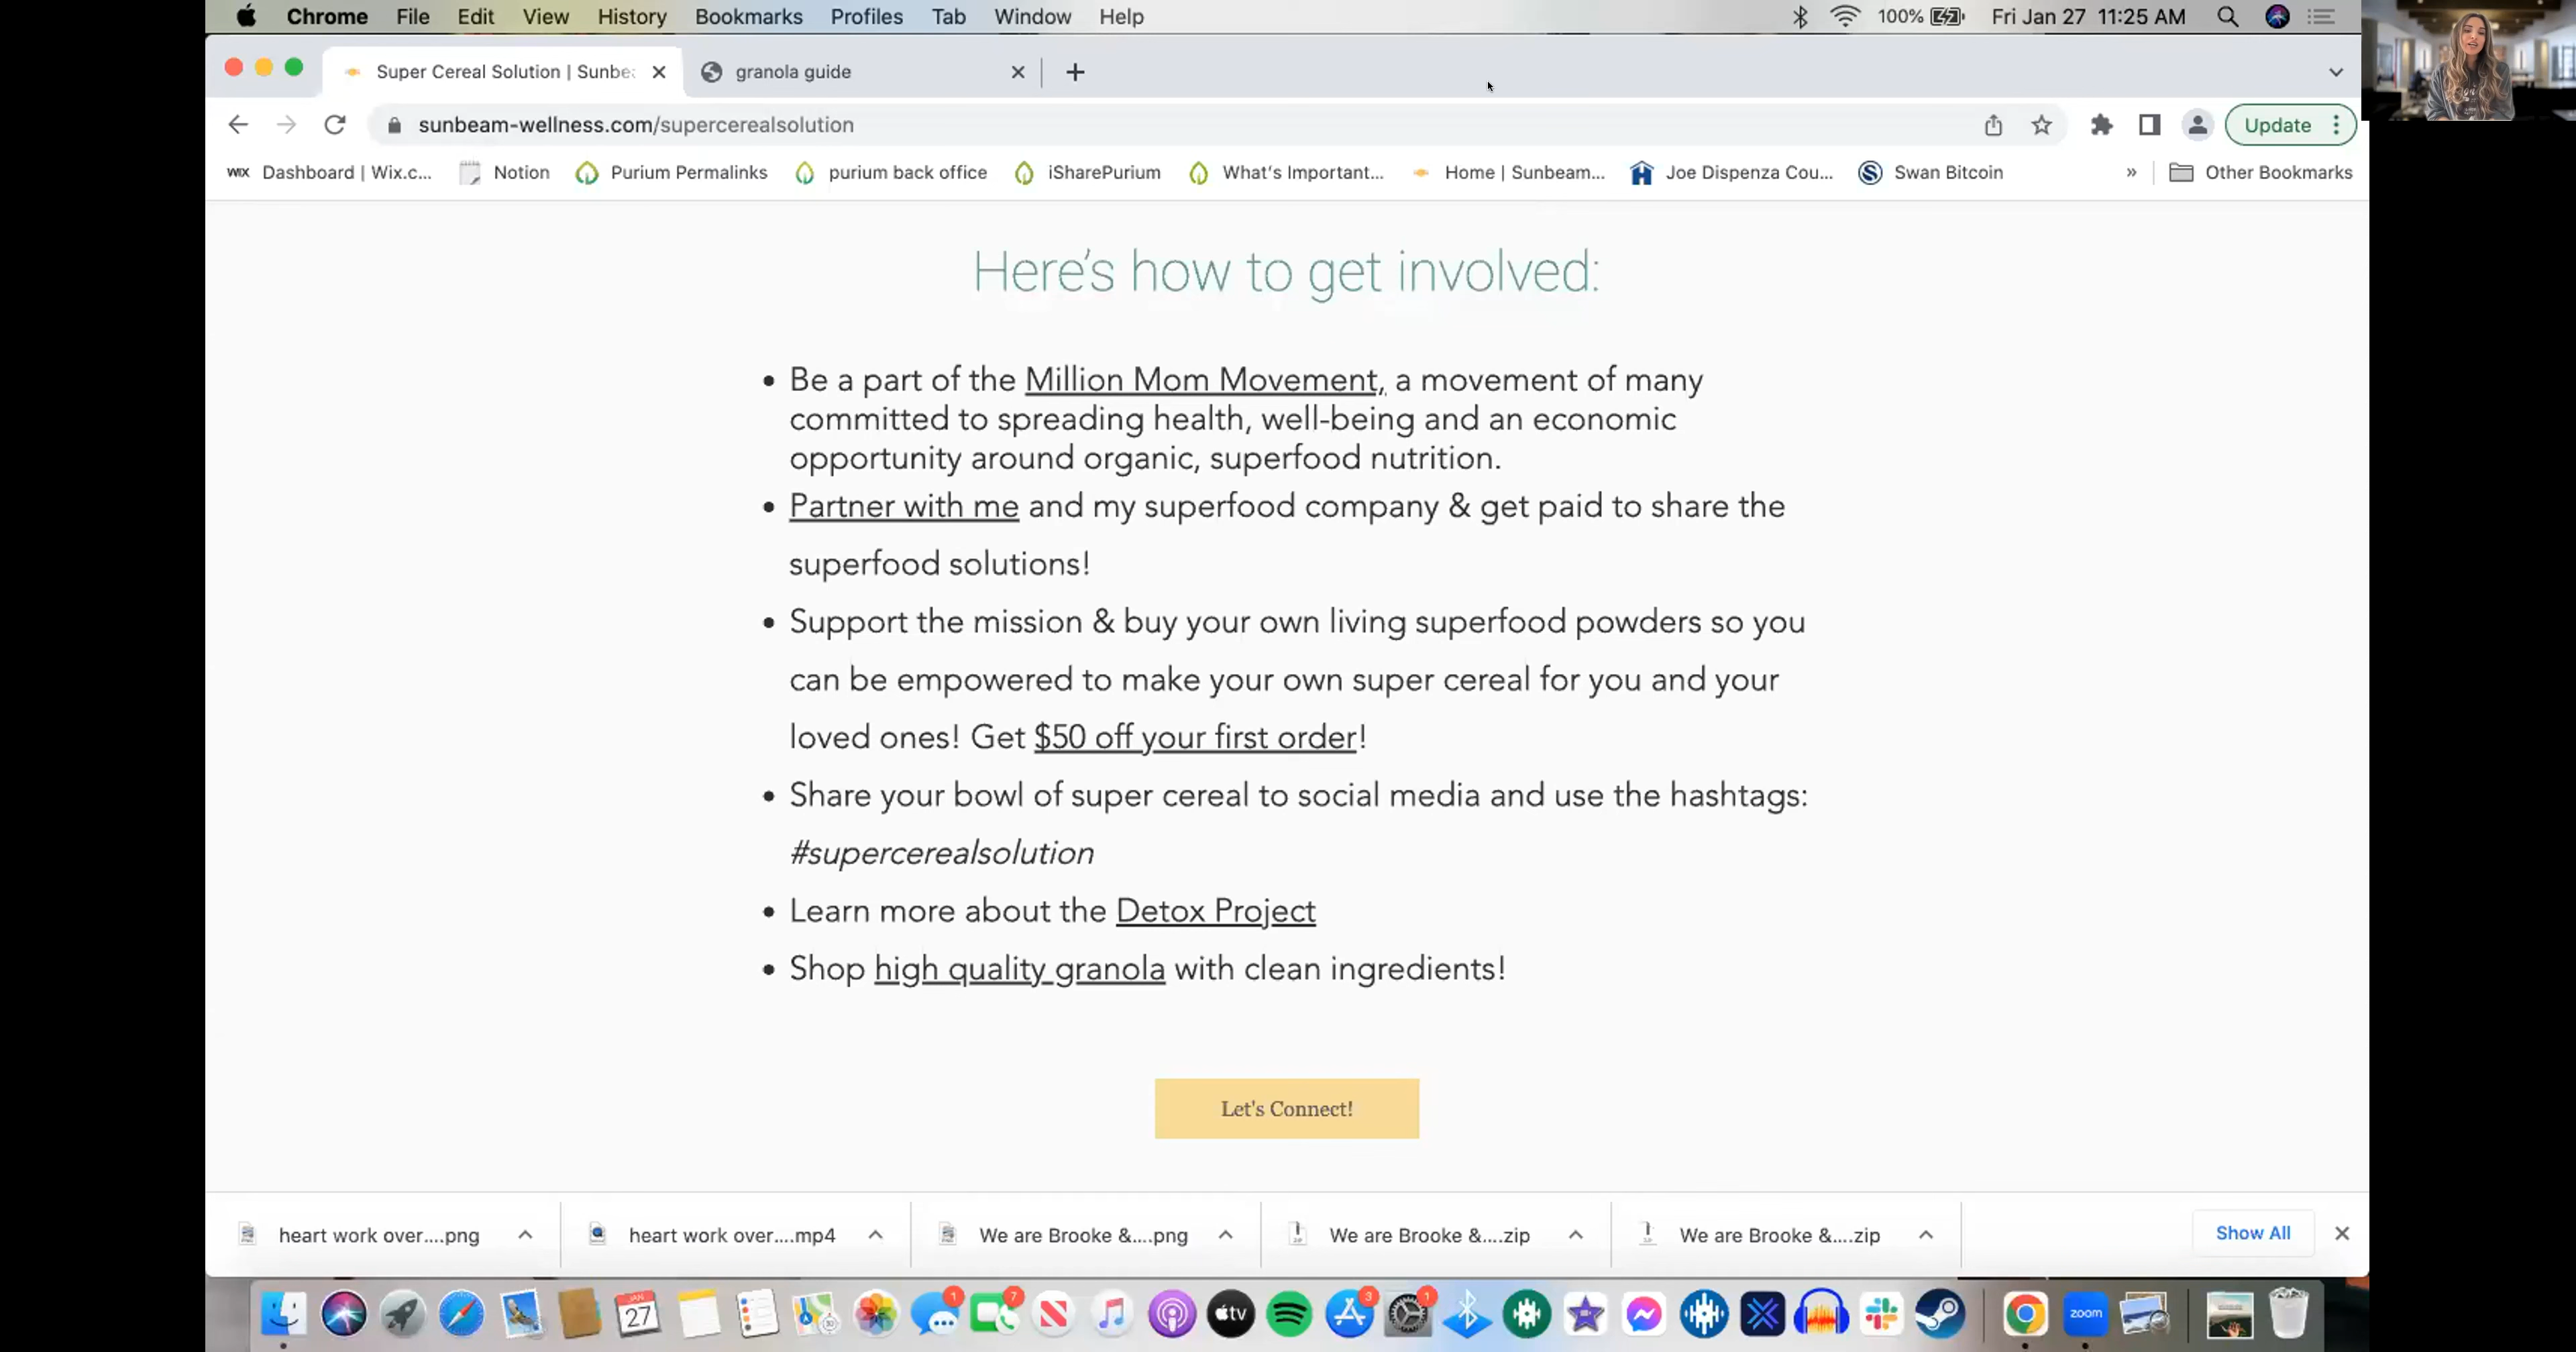 Chrome File Edit View History Bookmarks Profiles Tab Window Help 100% Fri Jan 27 11:25 AM
Super Cereal Solution | Sunbe granola guide
sunbeam-wellness.com/supercerealsolution Update
WiX Dashboard | Wix.c... Notion Purium Permalinks purium back office iSharePurium What's Important... Home | Sunbeam... Joe Dispenza Cou... Swan Bitcoin » Other Bookmarks
Here's how to get involved:
• Be a part of the Million Mom Movement, a movement of many
committed to spreading health, well-being and an economic
opportunity around organic, superfood nutrition.
• Partner with me and my superfood company & get paid to share the
superfood solutions!
• Support the mission & buy your own living superfood powders so you
can be empowered to make your own super cereal for you and your
loved ones! Get $50 off your first order!
• Share your bowl of super cereal to social media and use the hashtags:
#supercerealsolution
• Learn more about the Detox Project
• Shop high quality granola with clean ingredients!
Let's Connect!
heart work over....png heart work over....mp4 We are Brooke &....png We are Brooke &....zip We are Brooke &....zip Show All
JAN 27 1 7 tv 3 1 zoom